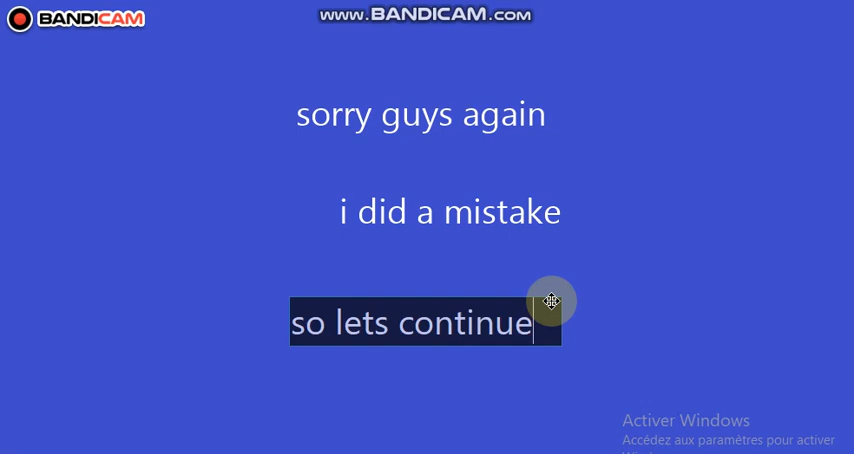 BANDICAM
www.BANDICAM.com
sorry guys again
i did a mistake
so lets continue
Activer Windows
Accédez aux paramètres pour activer